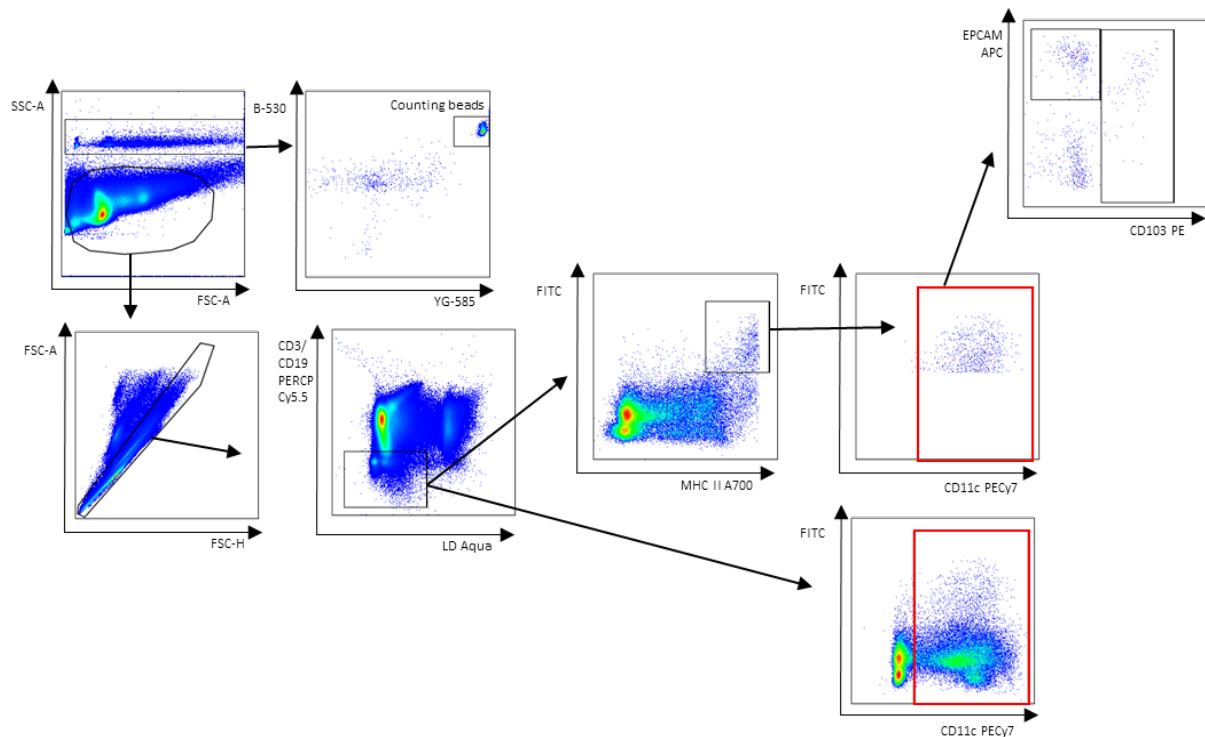 EPCAM
APC
CD103 PE
SSC-A
FSC-A
B-530
Counting beads
YG-585
FSC-A
FSC-H
CD3/
CD19
PERCP
Cy5.5
LD Aqua
FITC
MHC II A700
FITC
CD11c PECy7
FITC
CD11c PECy7